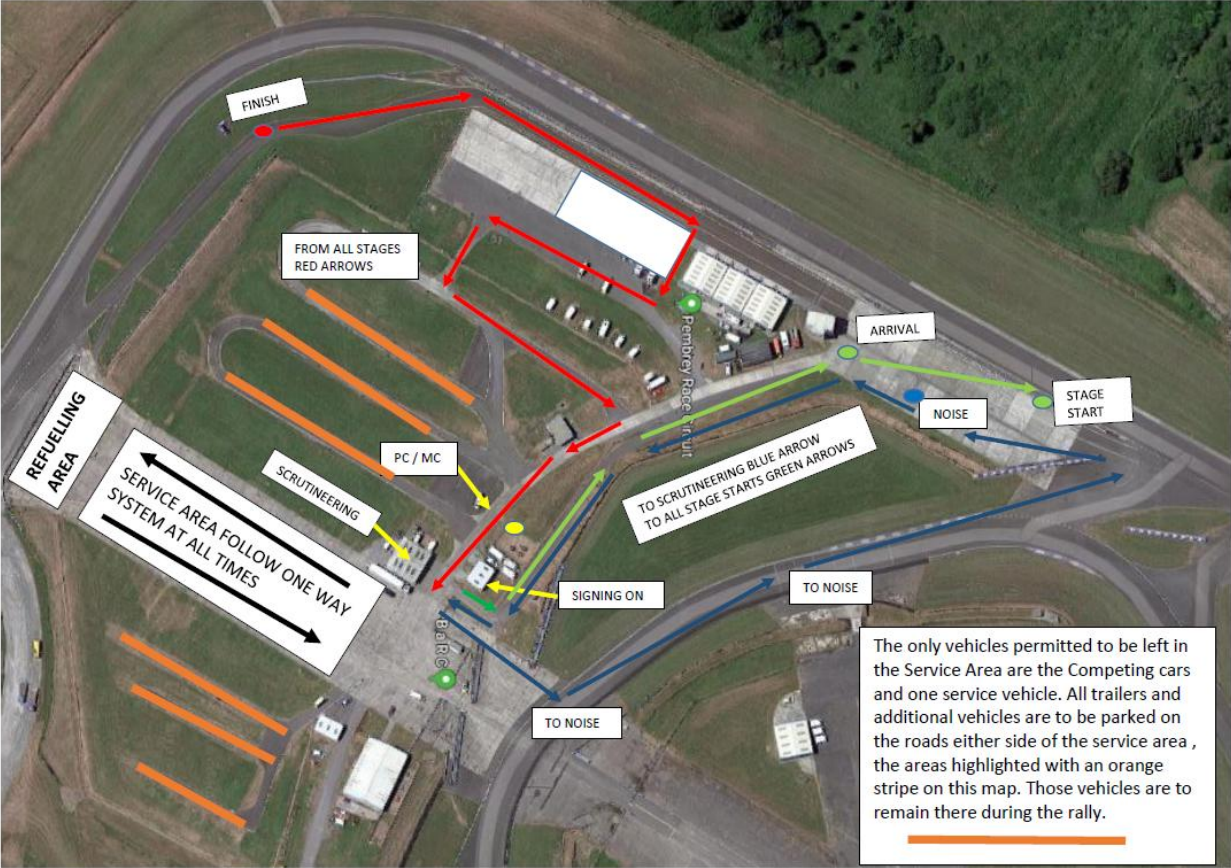 FINISH
FROM ALL STAGES
RED ARROWS
Pembrey Race Circuit
ARRIVAL
STAGE
START
NOISE
REFUELLING
AREA
SERVICE AREA FOLLOW ONE WAY
SYSTEM AT ALL TIMES
SCRUTINEERING
PC / MC
TO SCRUTINEERING BLUE ARROW
TO ALL STAGE STARTS GREEN ARROWS
SIGNING ON
TO NOISE
B a R C
TO NOISE
The only vehicles permitted to be left in
the Service Area are the Competing cars
and one service vehicle. All trailers and
additional vehicles are to be parked on
the roads either side of the service area ,
the areas highlighted with an orange
stripe on this map. Those vehicles are to
remain there during the rally.